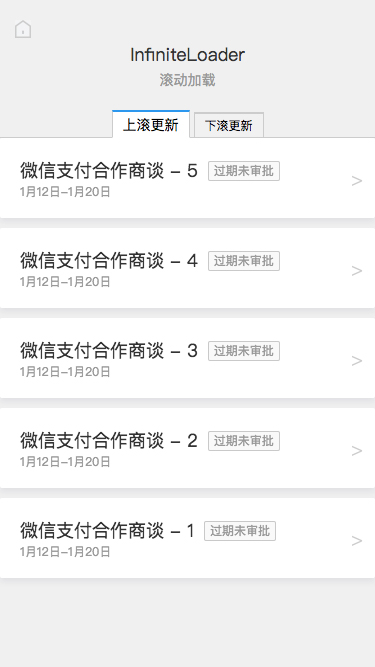 InfiniteLoader
滚动加载
上滚更新 下滚更新
微信支付合作商谈 - 5 过期未审批
1月12日-1月20日
>
微信支付合作商谈 - 4 过期未审批
1月12日-1月20日
>
微信支付合作商谈 - 3 过期未审批
1月12日-1月20日
>
微信支付合作商谈 - 2 过期未审批
1月12日-1月20日
>
微信支付合作商谈 - 1 过期未审批
1月12日-1月20日
>